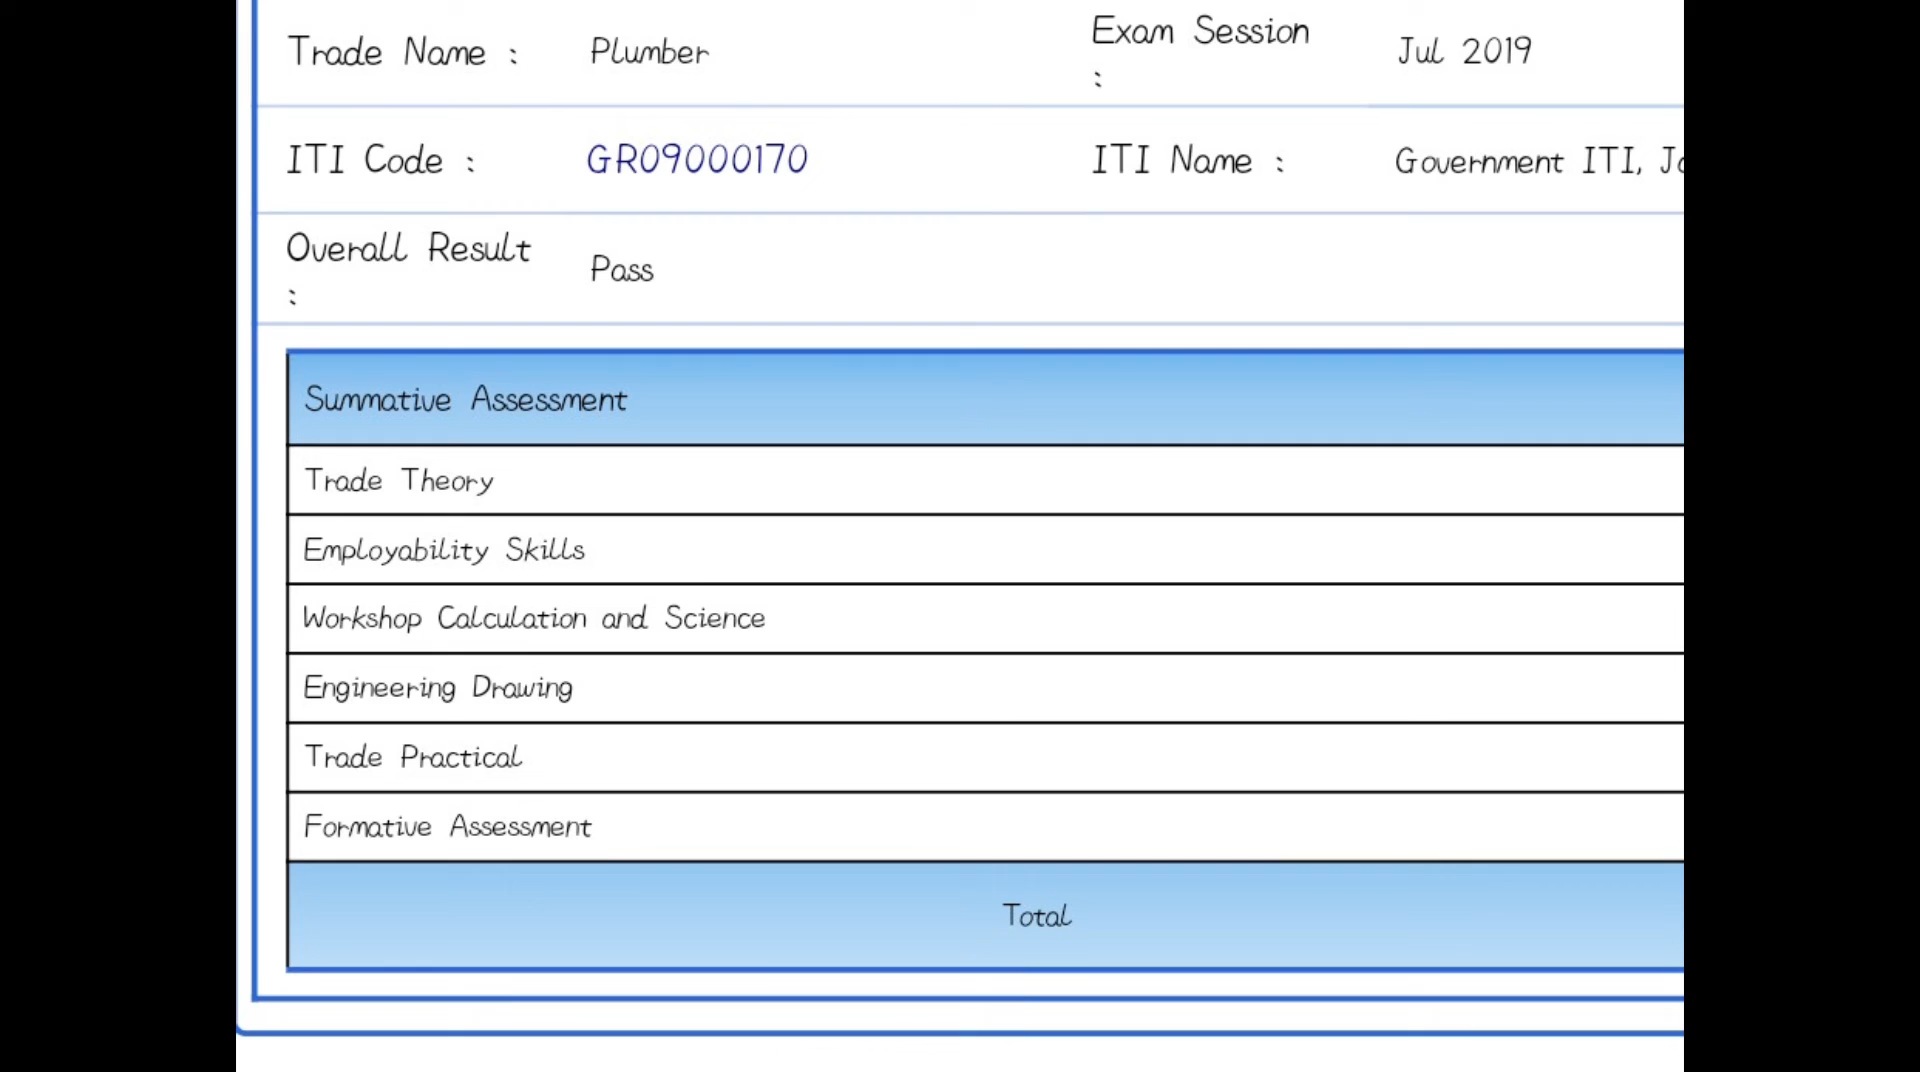 Trade Name : Plumber Exam Session : Jul 2019
ITI Code : GR09000170 ITI Name : Government ITI,
Overall Result : Pass
Summative Assessment
Trade Theory
Employability Skills
Workshop Calculation and Science
Engineering Drawing
Trade Practical
Formative Assessment
Total